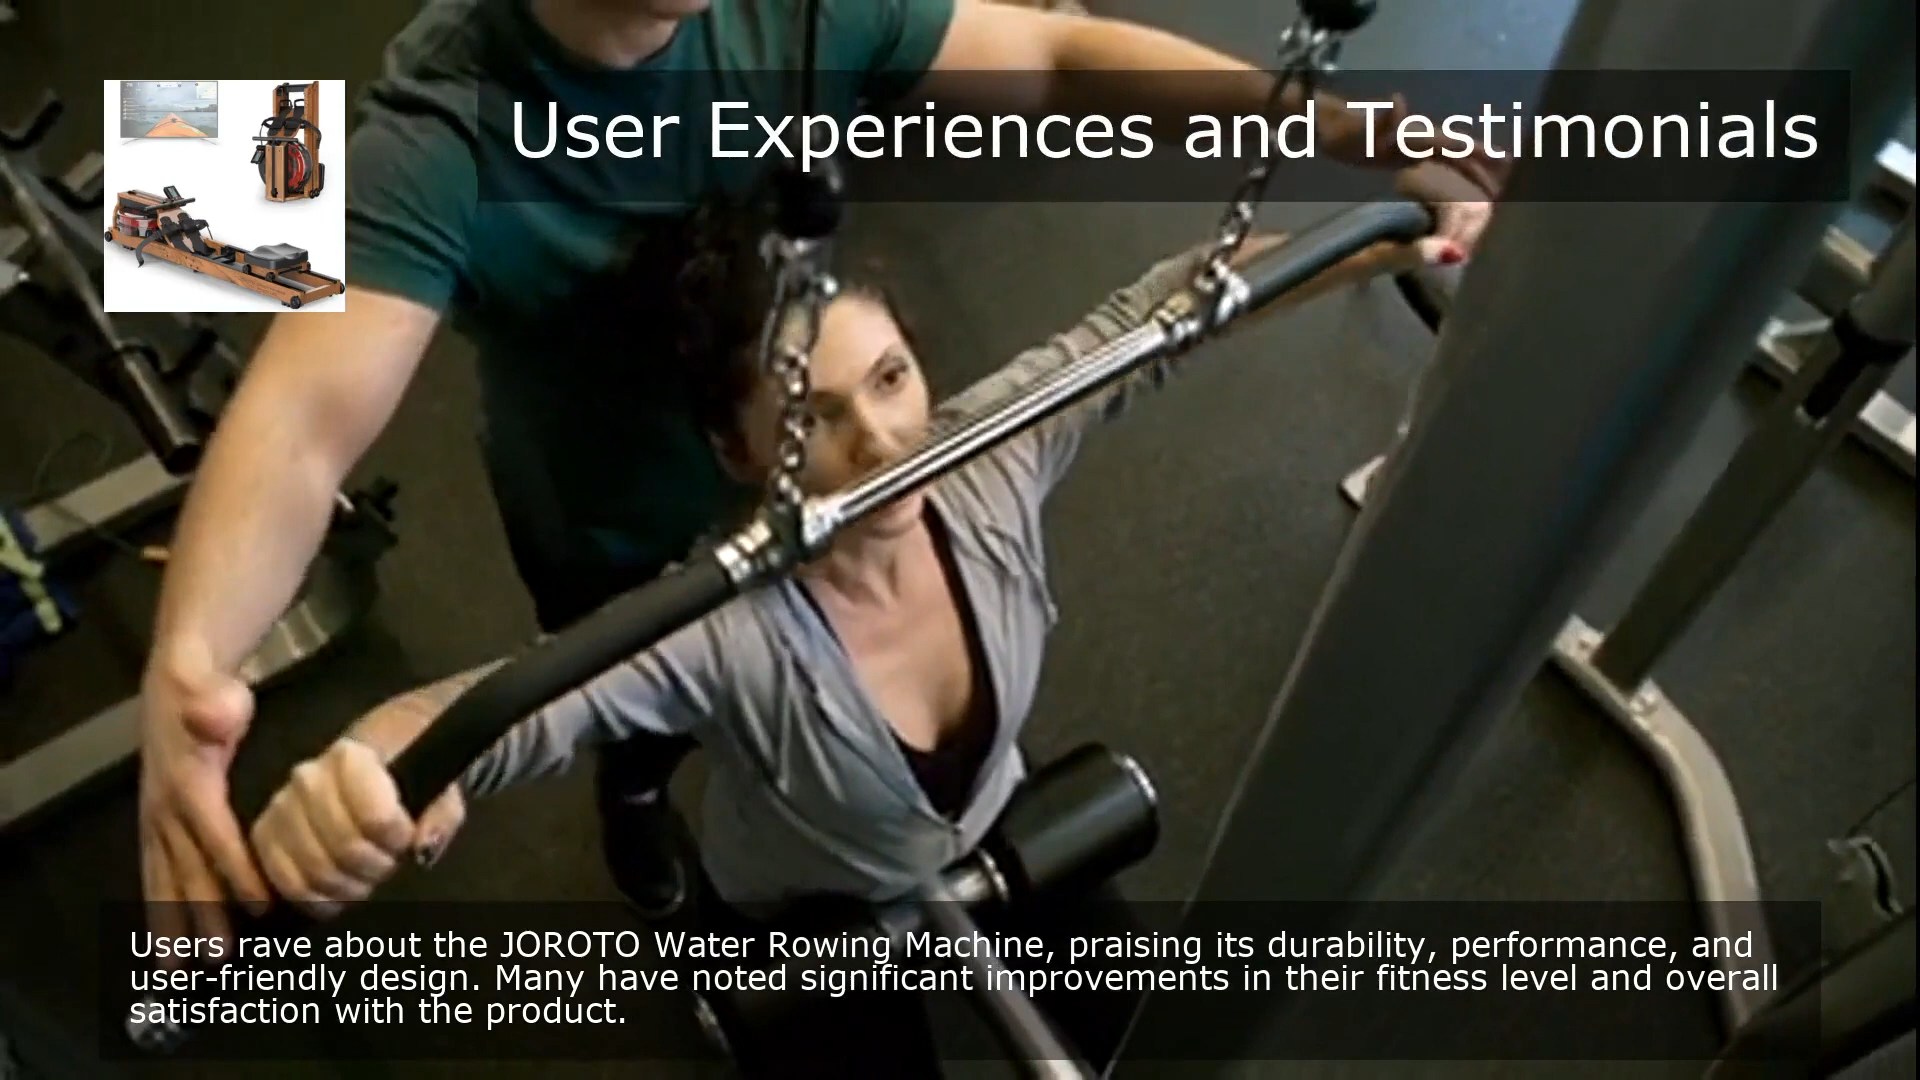 User Experiences and Testimonials
Users rave about the JOROTO Water Rowing Machine, praising its durability, performance, and
user-friendly design. Many have noted significant improvements in their fitness level and overall
satisfaction with the product.